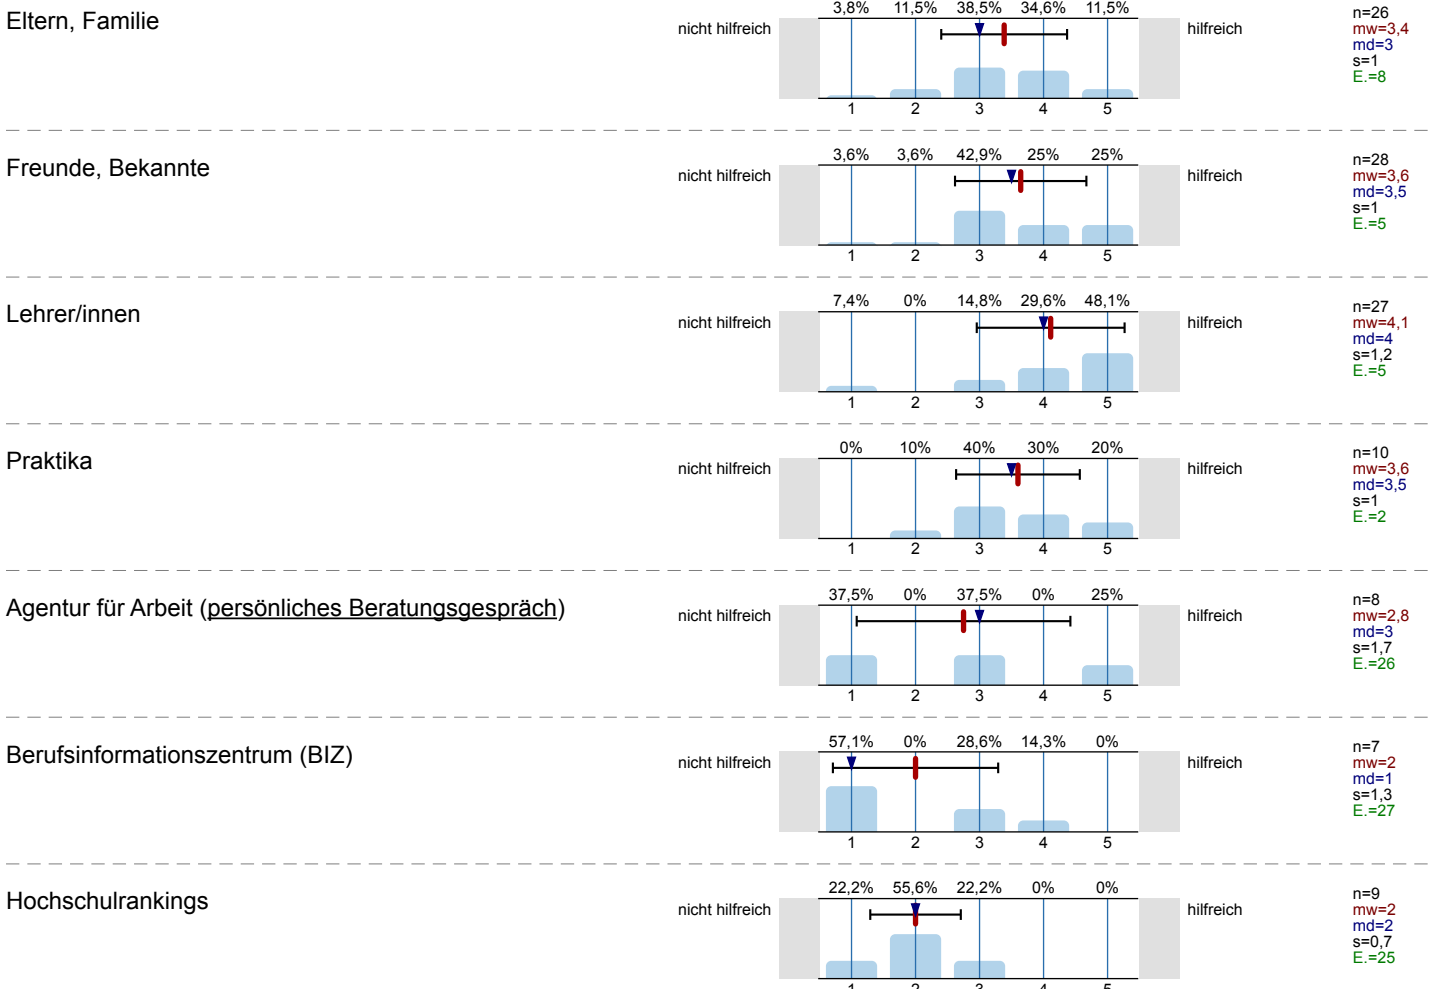 Eltern, Familie
3,8% 11,5% 38,5% 34,6% 11,5%
nicht hilfreich
hilfreich
1 2 3 4 5
n=26
mw=3,4
md=3
s=1
E.=8
Freunde, Bekannte
3,6% 3,6% 42,9% 25% 25%
nicht hilfreich
hilfreich
1 2 3 4 5
n=28
mw=3,6
md=3,5
s=1
E.=5
Lehrer/innen
7,4% 0% 14,8% 29,6% 48,1%
nicht hilfreich
hilfreich
1 2 3 4 5
n=27
mw=4,1
md=4
s=1,2
E.=5
Praktika
0% 10% 40% 30% 20%
nicht hilfreich
hilfreich
1 2 3 4 5
n=10
mw=3,6
md=3,5
s=1
E.=2
Agentur für Arbeit (persönliches Beratungsgespräch)
37,5% 0% 37,5% 0% 25%
nicht hilfreich
hilfreich
1 2 3 4 5
n=8
mw=2,8
md=3
s=1,7
E.=26
Berufsinformationszentrum (BIZ)
57,1% 0% 28,6% 14,3% 0%
nicht hilfreich
hilfreich
1 2 3 4 5
n=7
mw=2
md=1
s=1,3
E.=27
Hochschulrankings
22,2% 55,6% 22,2% 0% 0%
nicht hilfreich
hilfreich
1 2 3 4 5
n=9
mw=2
md=2
s=0,7
E.=25